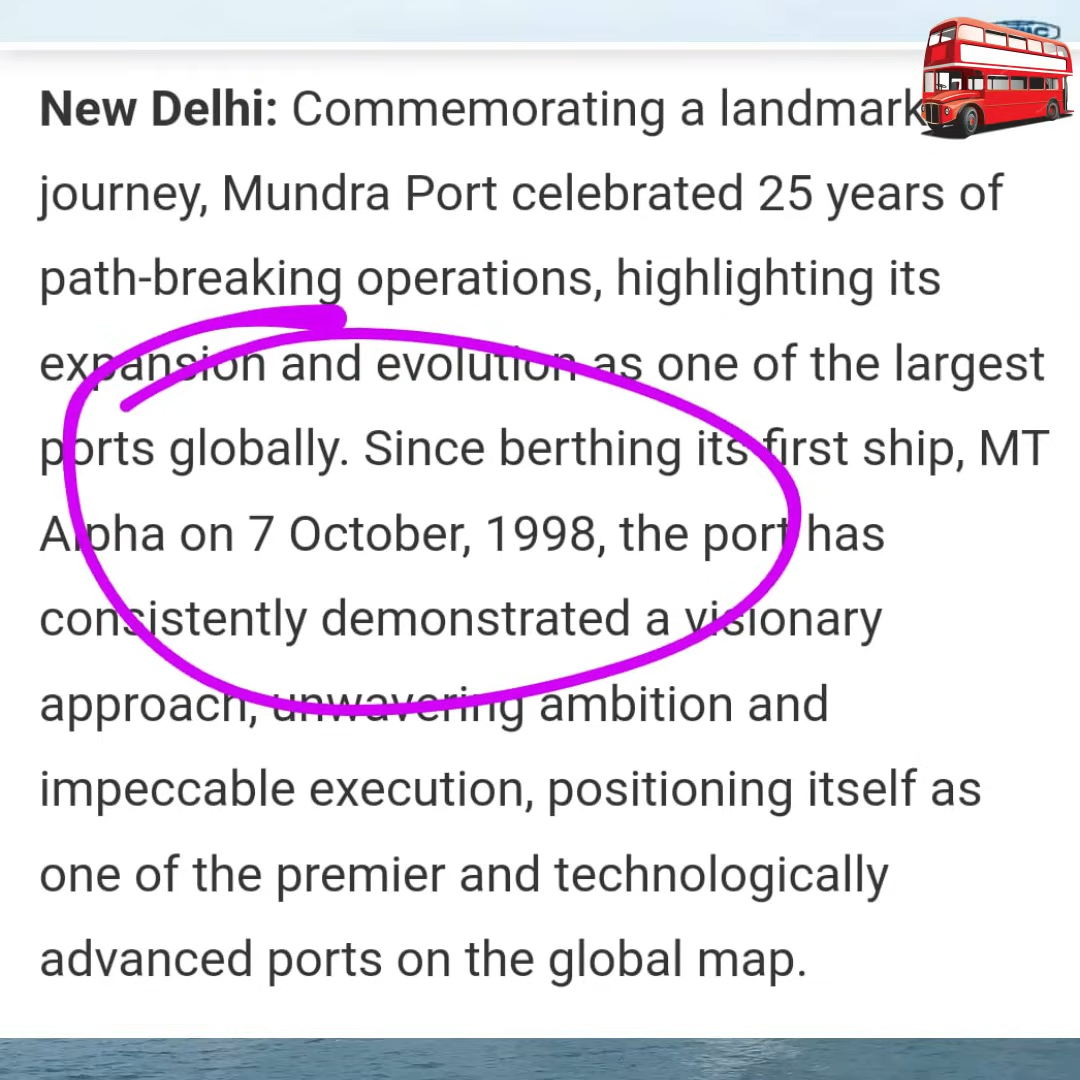 New Delhi: Commemorating a landmark
journey, Mundra Port celebrated 25 years of
path-breaking operations, highlighting its
expansion and evolution as one of the largest
ports globally. Since berthing its first ship, MT
Alpha on 7 October, 1998, the port has
consistently demonstrated a visionary
approach, unwavering ambition and
impeccable execution, positioning itself as
one of the premier and technologically
advanced ports on the global map.